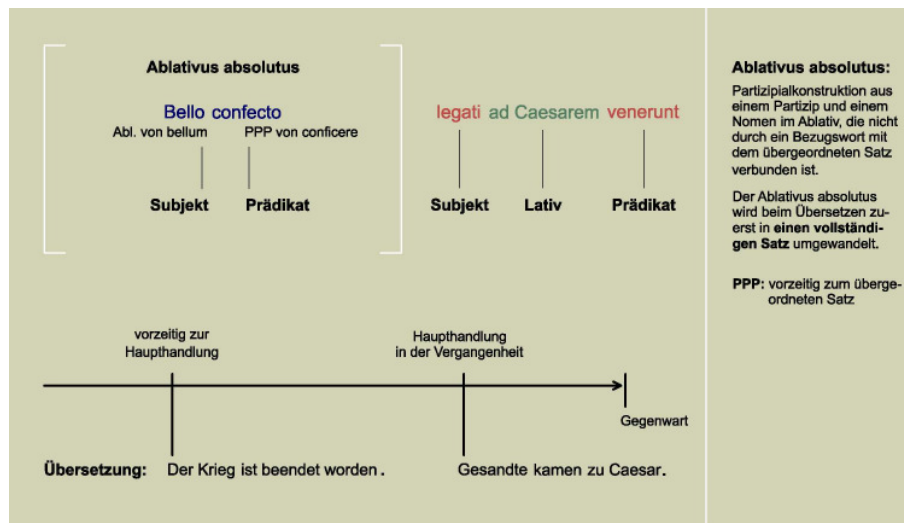 Ablativus absolutus
Bello confecto
Abl. von bellum PPP von conficere
Subjekt Prädikat
legati ad Caesarem venerunt
Subjekt Lativ Prädikat
vorzeitig zur
Haupthandlung
Haupthandlung
in der Vergangenheit
Gegenwart
Übersetzung: Der Krieg ist beendet worden. Gesandte kamen zu Caesar.
Ablativus absolutus:
Partizipialkonstruktion aus
einem Partizip und einem
Nomen im Ablativ, die nicht
durch ein Bezugswort mit
dem übergeordneten Satz
verbunden ist.
Der Ablativus absolutus
wird beim Übersetzen zu-
erst in einen vollständi-
gen Satz umgewandelt.
PPP: vorzeitig zum überge-
ordneten Satz